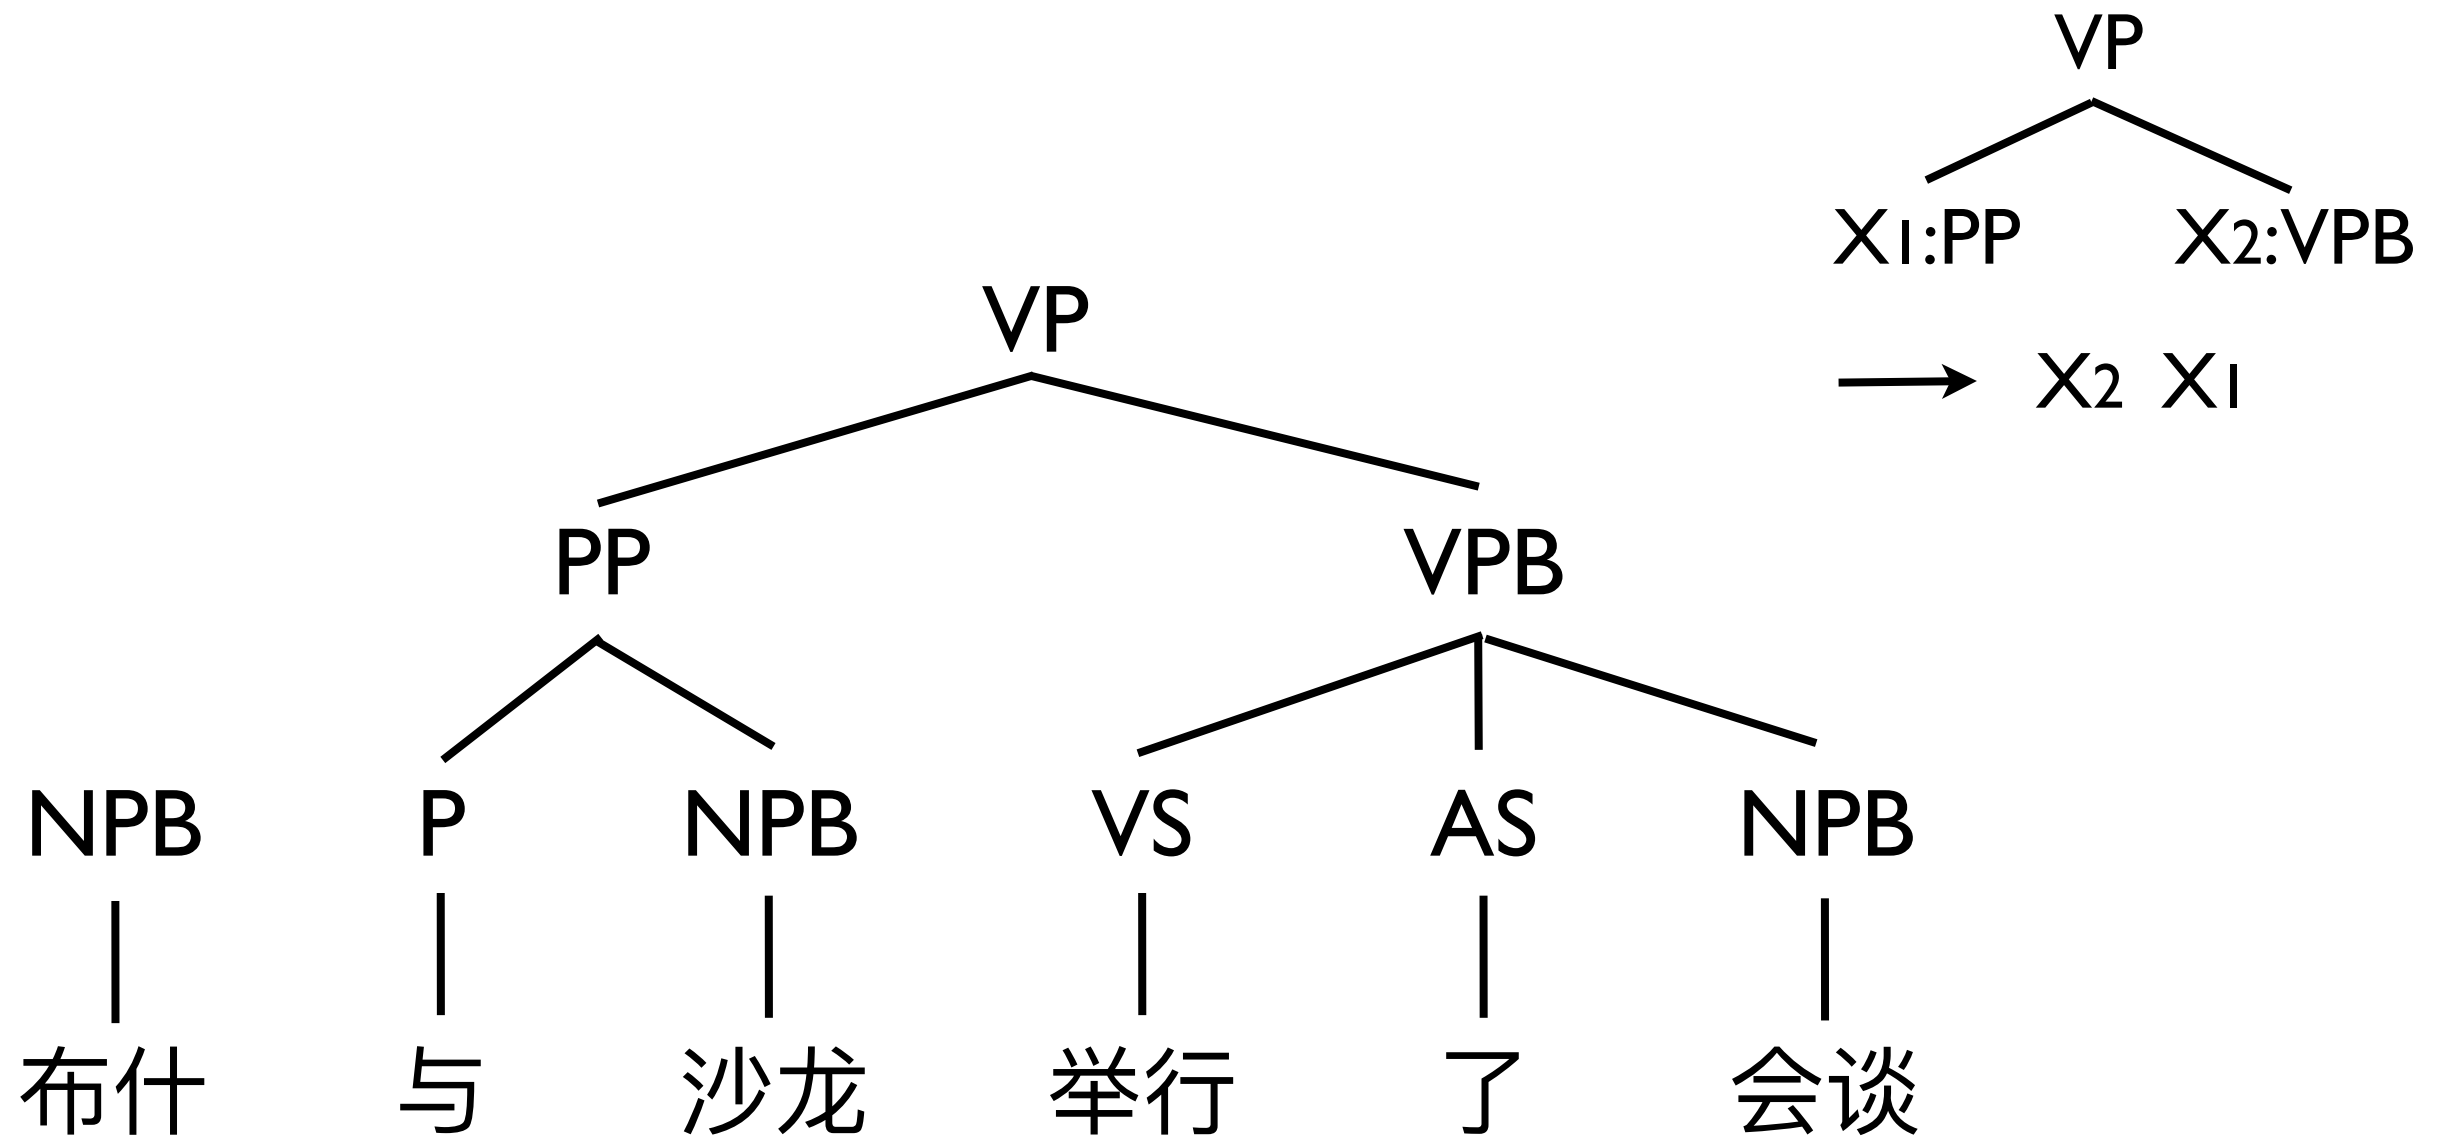 VP
X1:PP X2:VPB
X2 X1
VP
PP VPB
NPB P NPB VS AS NPB
布什 与 沙龙 举行 了 会谈